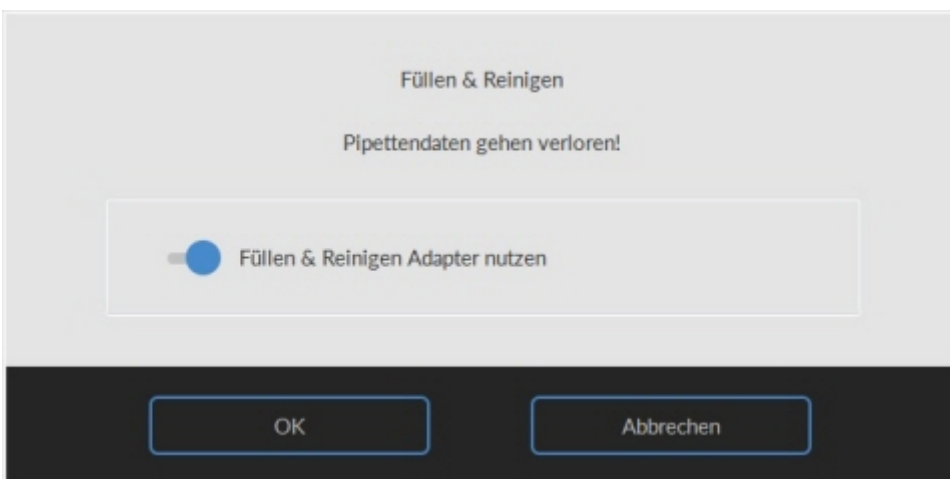 Füllen & Reinigen
Pipettendaten gehen verloren!
Füllen & Reinigen Adapter nutzen
OK
Abbrechen